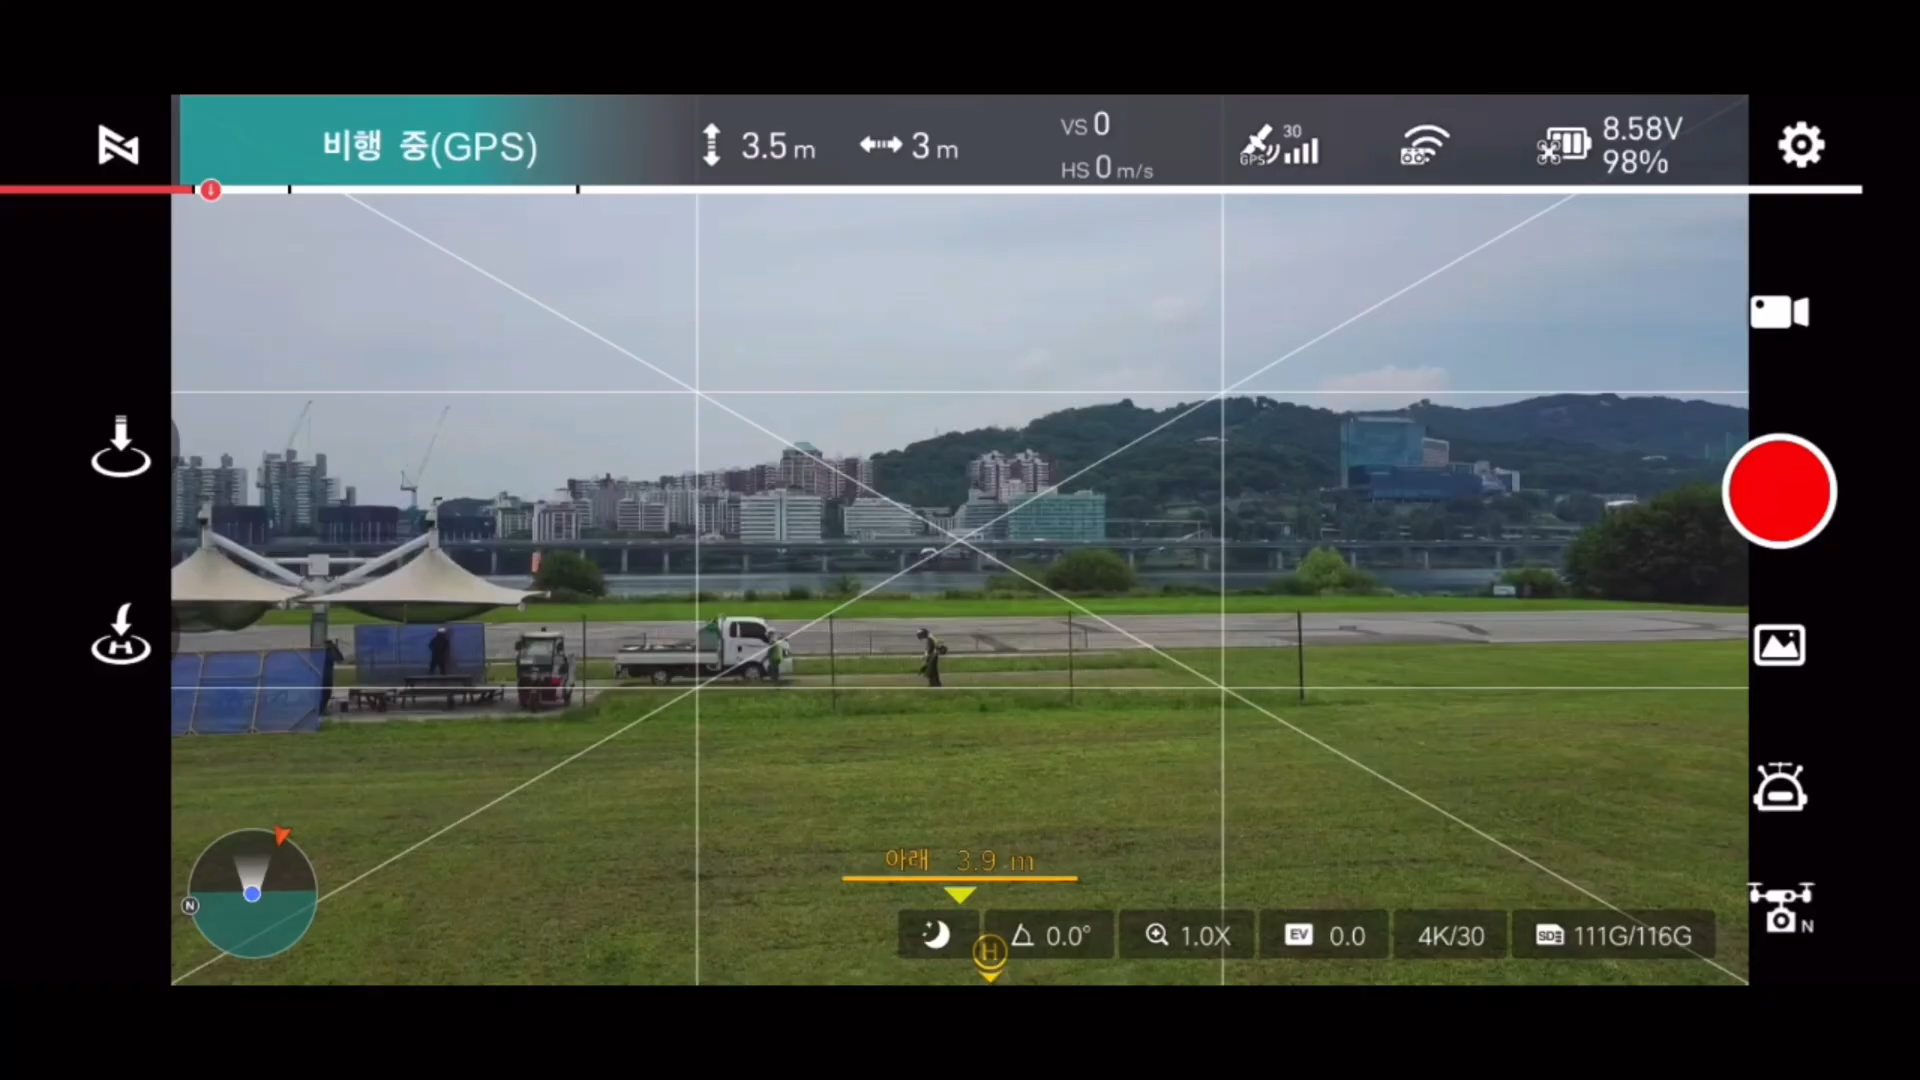 비행 중(GPS)
3.5 m
3 m
VS 0
HS 0 m/s
GPS
30
8.58V
98%
아래 3.9 m
N
H
0.0°
1.0X
EV 0.0
4K/30
SD 111G/116G
N